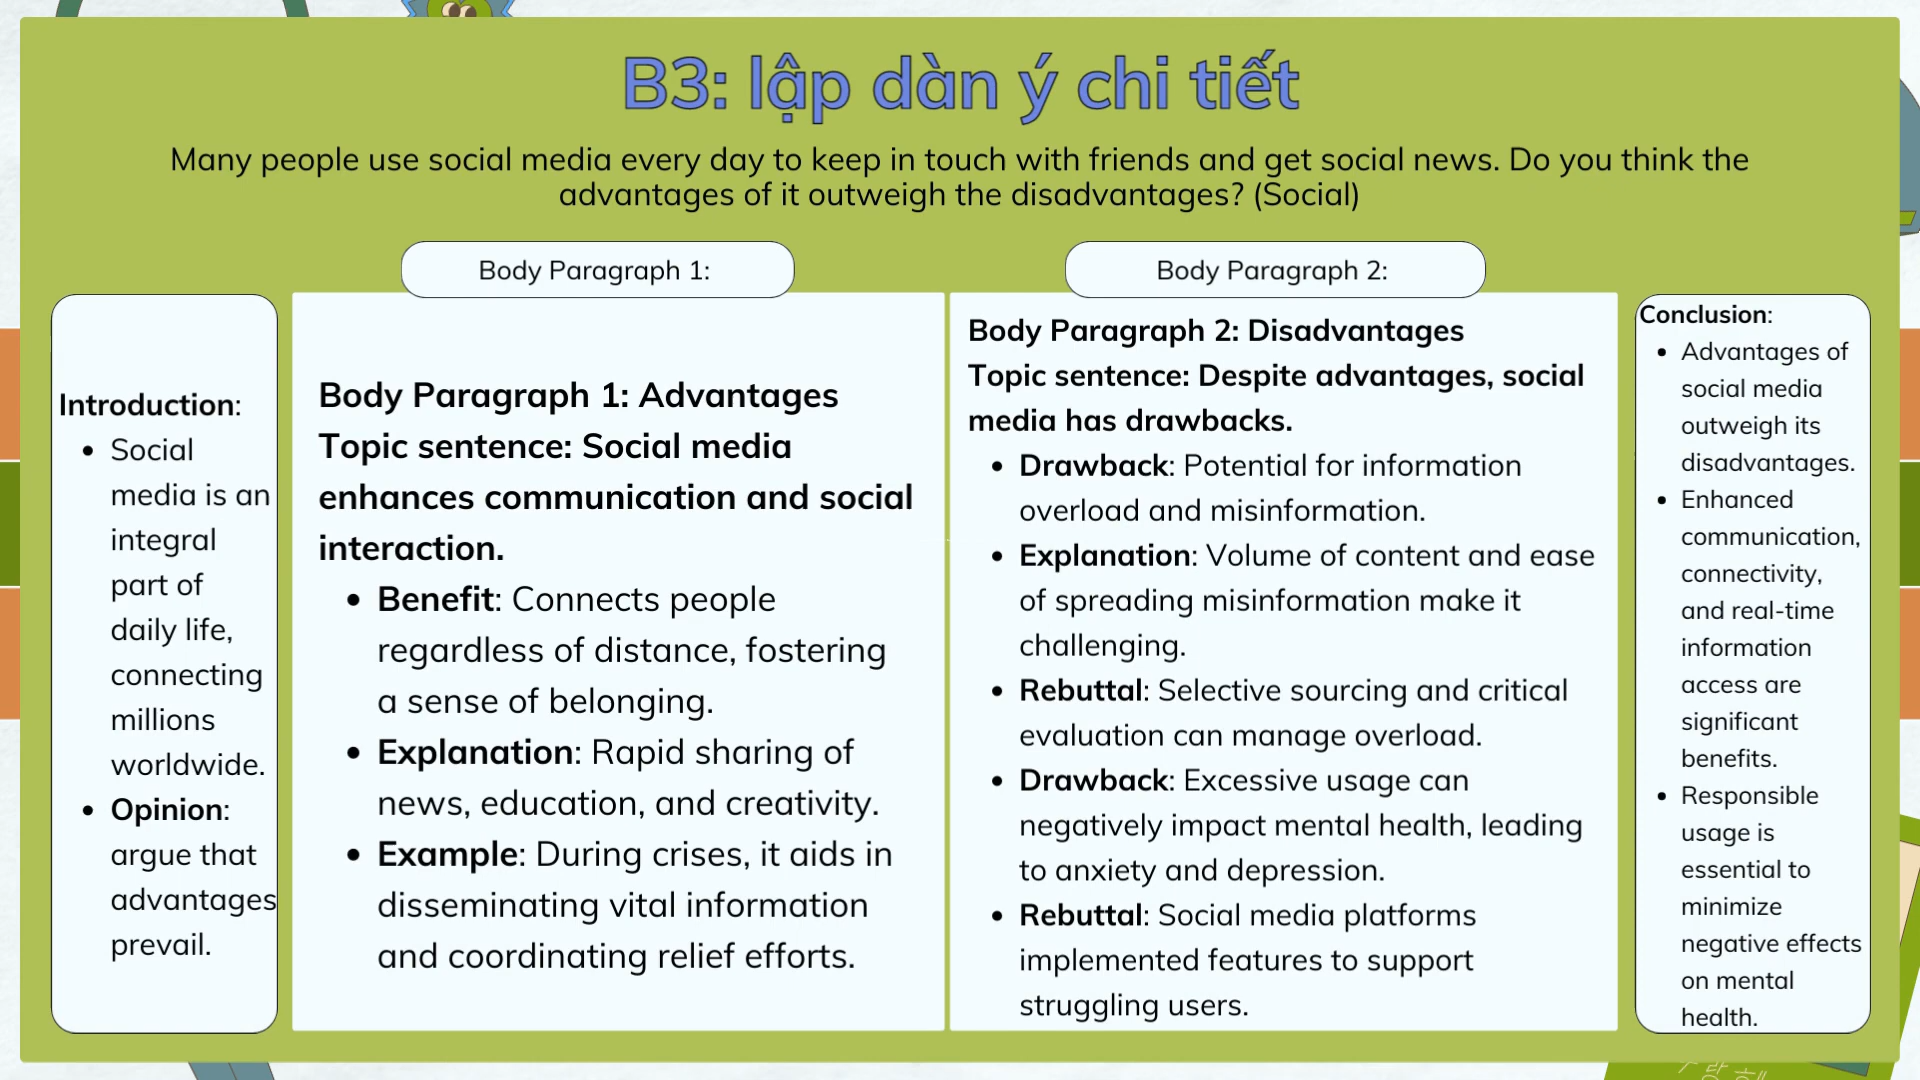 B3: lập dàn ý chi tiết
Many people use social media every day to keep in touch with friends and get social news. Do you think the
advantages of it outweigh the disadvantages? (Social)
Introduction:
• Social
media is an
integral
part of
daily life,
connecting
millions
worldwide.
• Opinion:
argue that
advantages
prevail.
Body Paragraph 1:
Body Paragraph 1: Advantages
Topic sentence: Social media
enhances communication and social
interaction.
• Benefit: Connects people
regardless of distance, fostering
a sense of belonging.
• Explanation: Rapid sharing of
news, education, and creativity.
• Example: During crises, it aids in
disseminating vital information
and coordinating relief efforts.
Body Paragraph 2:
Body Paragraph 2: Disadvantages
Topic sentence: Despite advantages, social
media has drawbacks.
• Drawback: Potential for information
overload and misinformation.
• Explanation: Volume of content and ease
of spreading misinformation make it
challenging.
• Rebuttal: Selective sourcing and critical
evaluation can manage overload.
• Drawback: Excessive usage can
negatively impact mental health, leading
to anxiety and depression.
• Rebuttal: Social media platforms
implemented features to support
struggling users.
Conclusion:
• Advantages of
social media
outweigh its
disadvantages.
• Enhanced
communication,
connectivity,
and real-time
information
access are
significant
benefits.
• Responsible
usage is
essential to
minimize
negative effects
on mental
health.